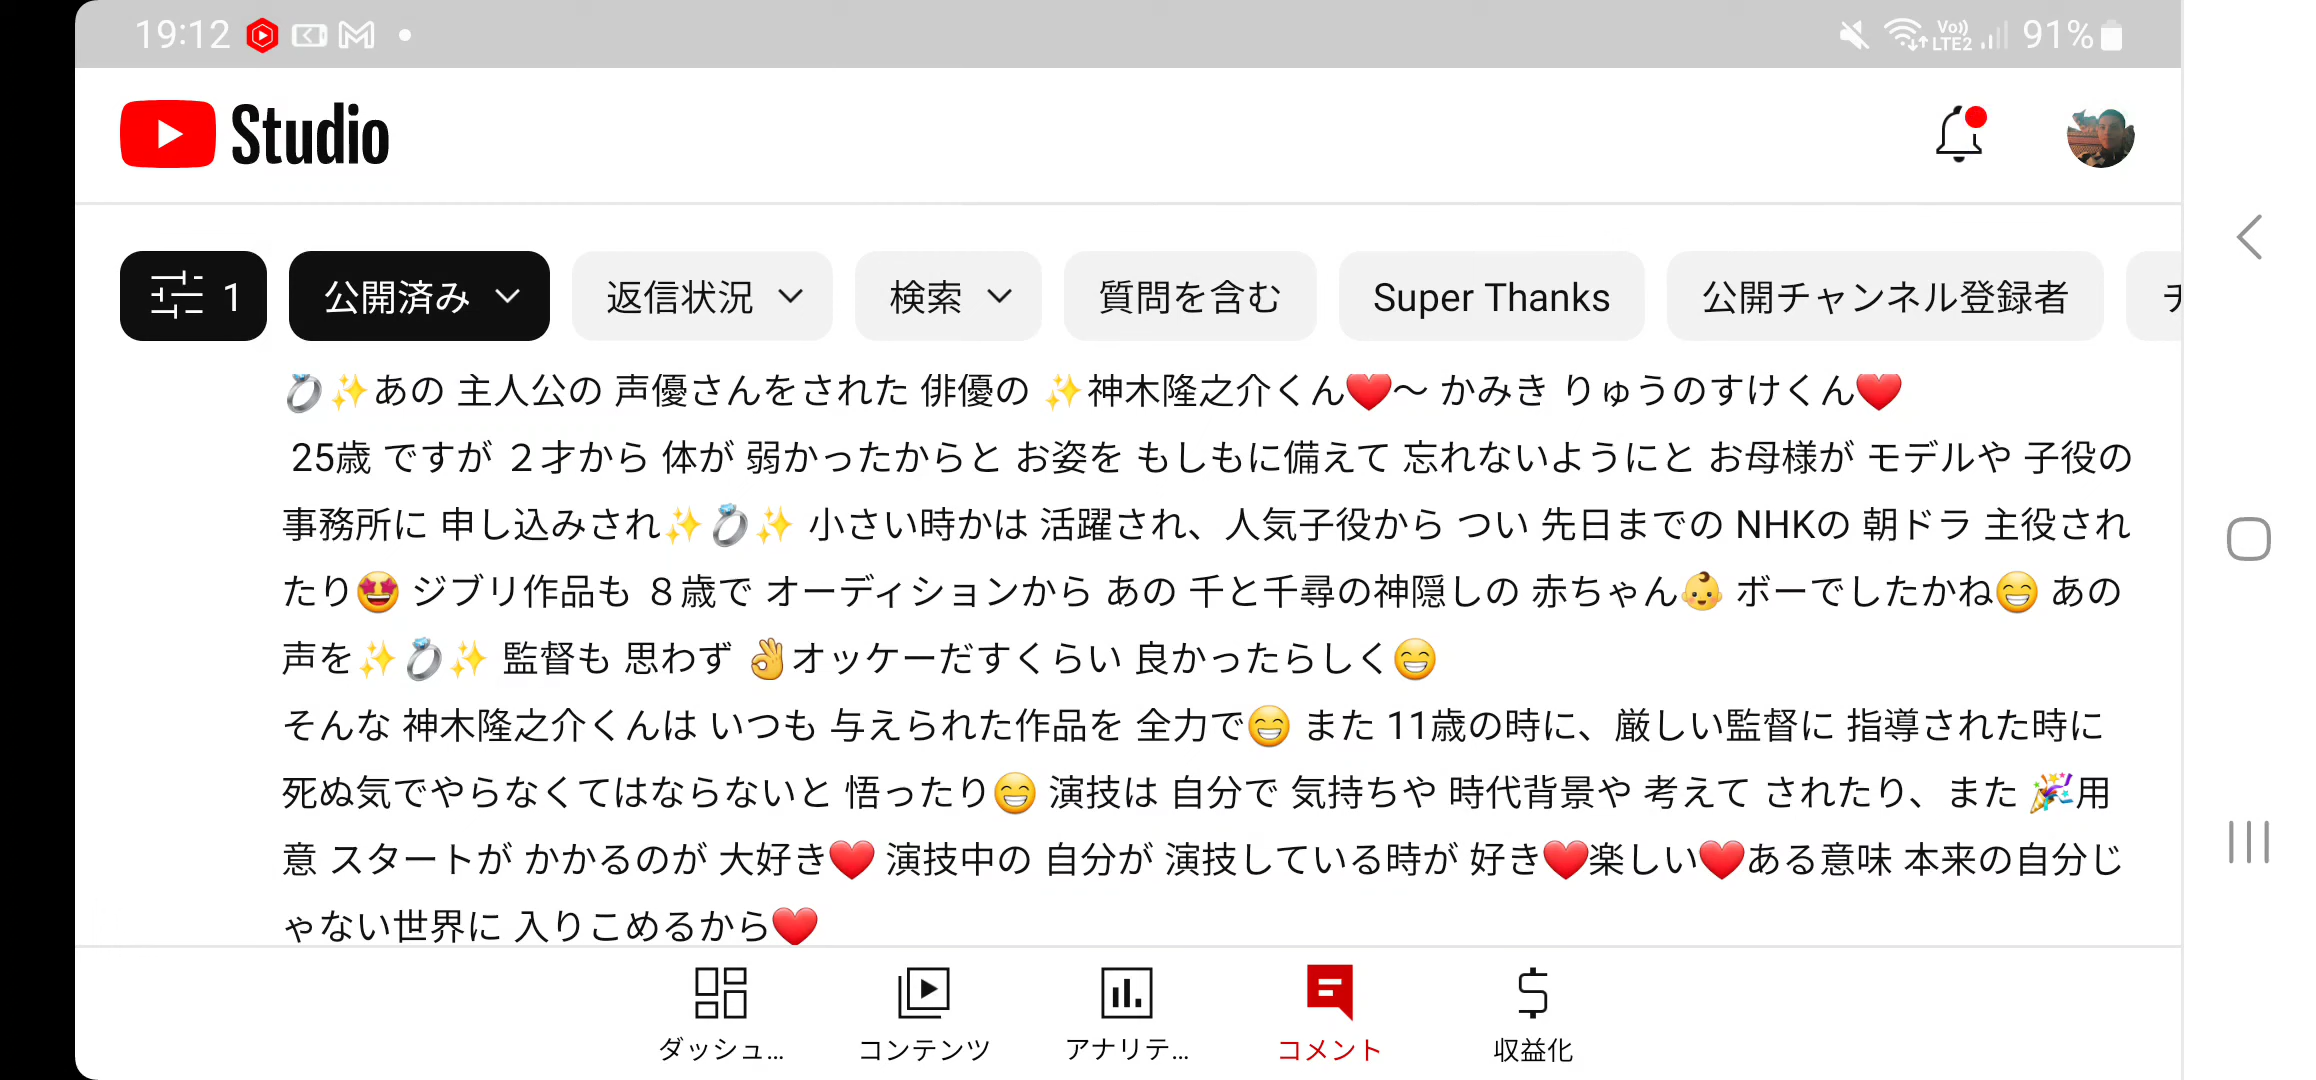 19:12 Vo)) LTE2 91%
Studio
1 公開済み 返信状況 検索 質問を含む Super Thanks 公開チャンネル登録者
💍✨あの 主人公の 声優さんをされた 俳優の ✨神木隆之介くん❤️〜 かみき りゅうのすけくん❤️
25歳 ですが ２才から 体が 弱かったからと お姿を もしもに備えて 忘れないようにと お母様が モデルや 子役の
事務所に 申し込みされ✨💍✨ 小さい時かは 活躍され、人気子役から つい 先日までの NHKの 朝ドラ 主役され
たり🤩 ジブリ作品も ８歳で オーディションから あの 千と千尋の神隠しの 赤ちゃん👶 ボーでしたかね😁 あの
声を✨💍✨ 監督も 思わず 👌オッケーだすくらい 良かったらしく😁
そんな 神木隆之介くんは いつも 与えられた作品を 全力で😁 また 11歳の時に、厳しい監督に 指導された時に
死ぬ気でやらなくてはならないと 悟ったり😁 演技は 自分で 気持ちや 時代背景や 考えて されたり、また 🎉用
意 スタートが かかるのが 大好き❤️ 演技中の 自分が 演技している時が 好き❤️楽しい❤️ある意味 本来の自分じ
ゃない世界に 入りこめるから❤️
ダッシュ... コンテンツ アナリテ... コメント 収益化